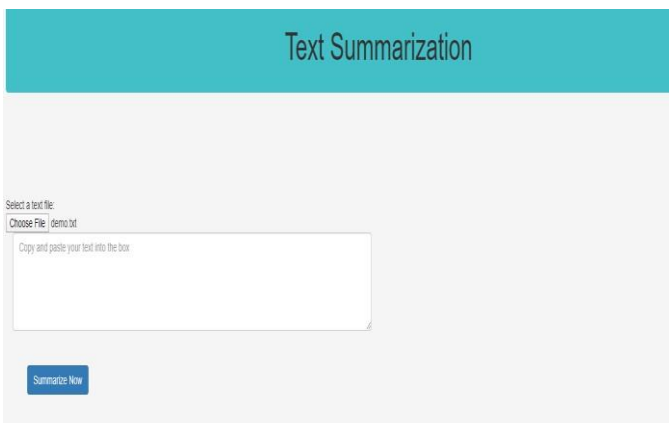 Text Summarization
Select a text file:
Choose File demo.txt
Copy and paste your text into the box
Summarize Now